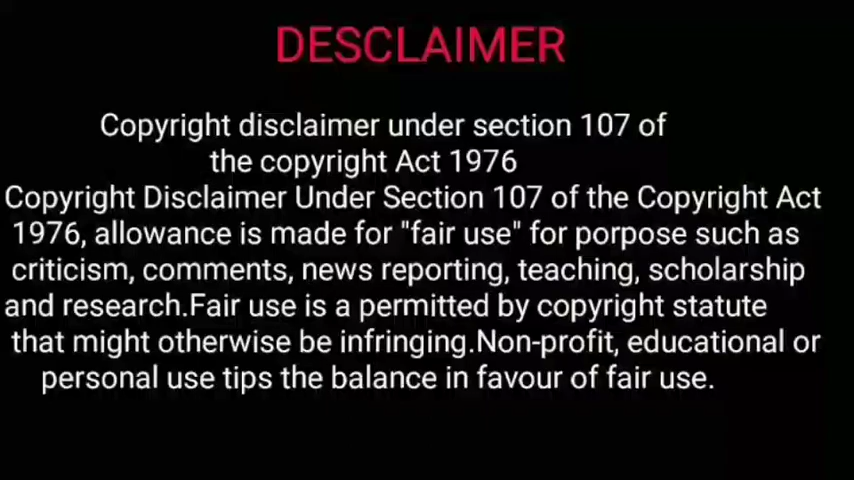 DESCLAIMER
Copyright disclaimer under section 107 of
the copyright Act 1976
Copyright Disclaimer Under Section 107 of the Copyright Act
1976, allowance is made for "fair use" for porpose such as
criticism, comments, news reporting, teaching, scholarship
and research.Fair use is a permitted by copyright statute
that might otherwise be infringing.Non-profit, educational or
personal use tips the balance in favour of fair use.